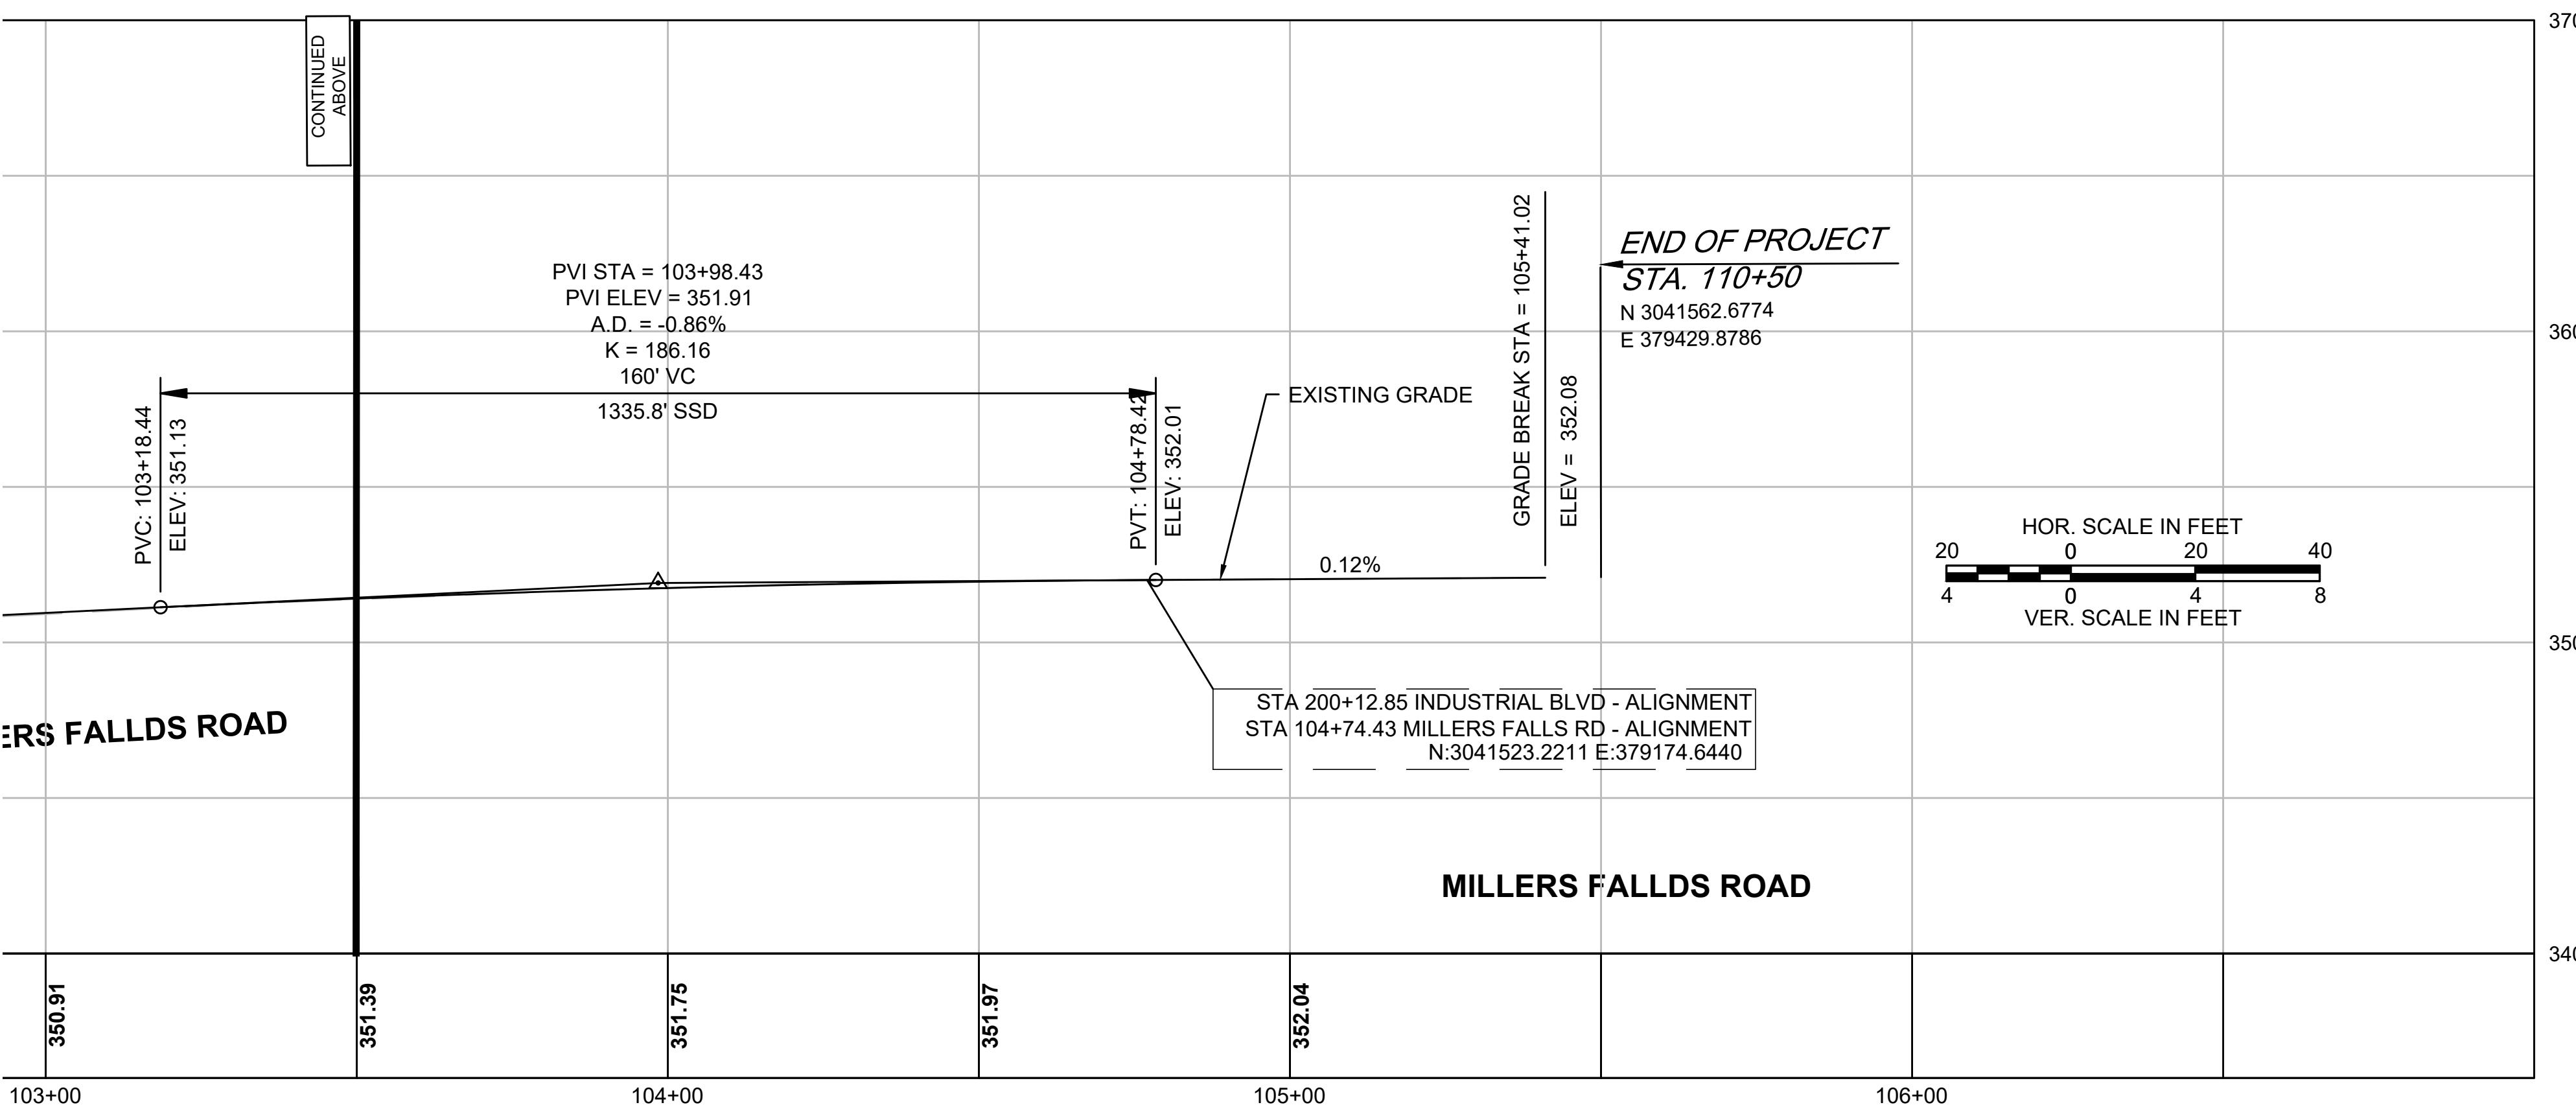 CONTINUED
ABOVE
370
PVI STA = 103+98.43
PVI ELEV = 351.91
A.D. = -0.86%
K = 186.16
160' VC
1335.8' SSD
PVC: 103+18.44
ELEV: 351.13
PVT: 104+78.42
ELEV: 352.01
EXISTING GRADE
0.12%
GRADE BREAK STA = 105+41.02
ELEV = 352.08
END OF PROJECT
STA. 110+50
N 3041562.6774
E 379429.8786
360
HOR. SCALE IN FEET
20 0 20 40
4 0 4 8
VER. SCALE IN FEET
350
STA 200+12.85 INDUSTRIAL BLVD - ALIGNMENT
STA 104+74.43 MILLERS FALLS RD - ALIGNMENT
N:3041523.2211 E:379174.6440
ERS FALLDS ROAD
MILLERS FALLDS ROAD
340
350.91
351.39
351.75
351.97
352.04
103+00
104+00
105+00
106+00